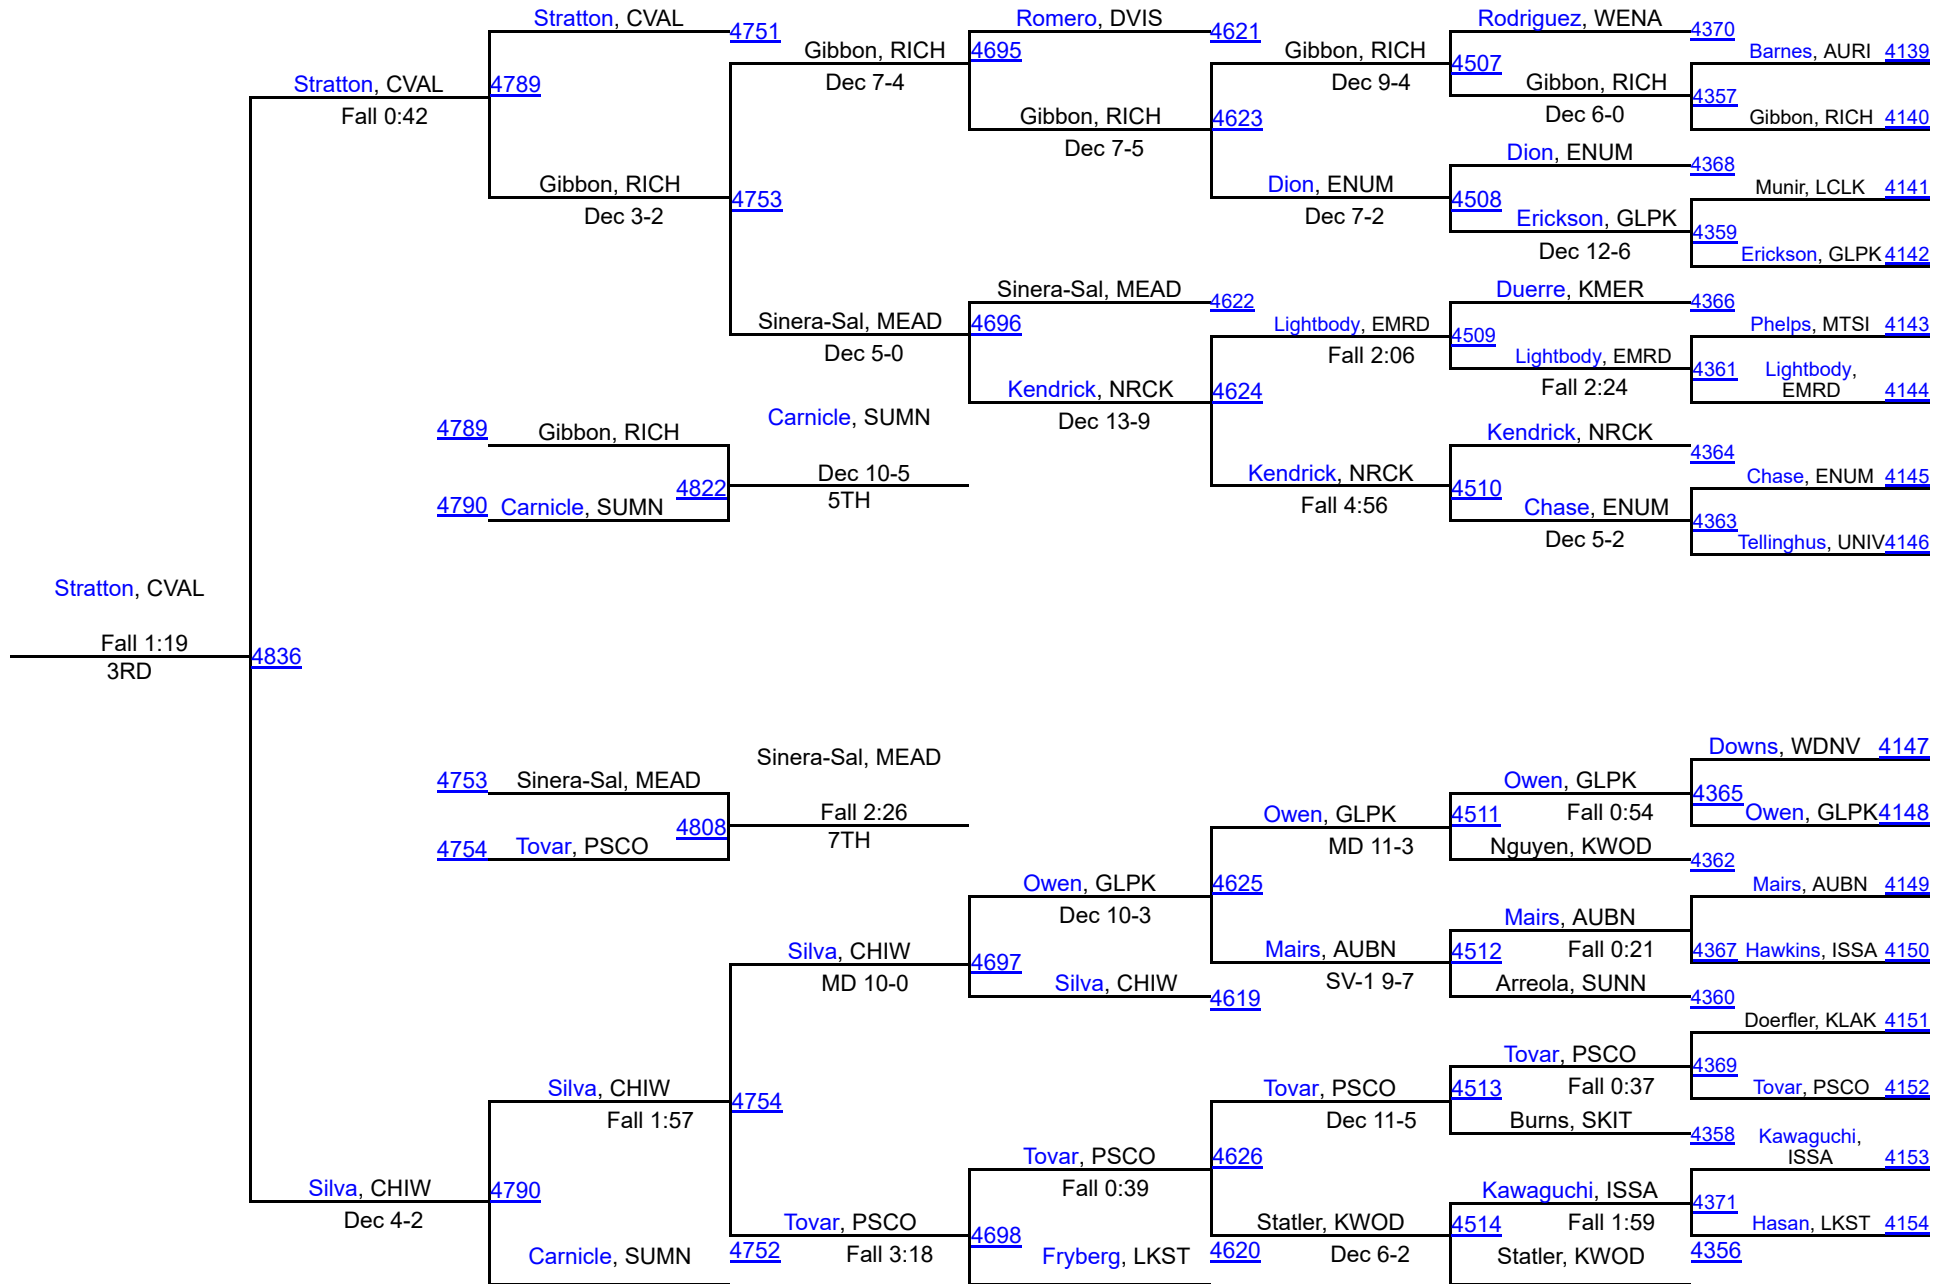 Stratton, CVAL
4751
Romero, DVIS
4621
Rodriguez, WENA
4370
Gibbon, RICH
4695
Gibbon, RICH
4507
Barnes, AURI 4139
Stratton, CVAL
4789
Dec 7-4
Dec 9-4
Gibbon, RICH
4357
Fall 0:42
Gibbon, RICH
4623
Dec 6-0
Gibbon, RICH 4140
Dec 7-5
Dion, ENUM
4368
Gibbon, RICH
4753
Dion, ENUM
4508
Munir, LCLK 4141
Dec 3-2
Dec 7-2
Erickson, GLPK
4359
Dec 12-6
Erickson, GLPK 4142
Sinera-Sal, MEAD
4622
Duerre, KMER
4366
Sinera-Sal, MEAD
4696
Lightbody, EMRD
4509
Phelps, MTSI 4143
Dec 5-0
Fall 2:06
Lightbody, EMRD
4361
Lightbody,
EMRD 4144
Kendrick, NRCK
4624
Fall 2:24
Carnicle, SUMN
Dec 13-9
4789
Gibbon, RICH
Kendrick, NRCK
4364
Dec 10-5
Kendrick, NRCK
4510
Chase, ENUM 4145
4822
5TH
4790
Carnicle, SUMN
Fall 4:56
Chase, ENUM
4363
Dec 5-2
Tellinghus, UNIV 4146
Stratton, CVAL
Fall 1:19
4836
3RD
Downs, WDNV 4147
Sinera-Sal, MEAD
4753
Sinera-Sal, MEAD
Owen, GLPK
4365
Fall 2:26
Owen, GLPK
4511
Fall 0:54
Owen, GLPK 4148
4808
7TH
4754
Tovar, PSCO
MD 11-3
Nguyen, KWOD
4362
Owen, GLPK
4625
Mairs, AUBN 4149
Dec 10-3
Mairs, AUBN
Silva, CHIW
4697
Mairs, AUBN
4512
Fall 0:21
4367
Hawkins, ISSA 4150
MD 10-0
Silva, CHIW
4619
SV-1 9-7
Arreola, SUNN
4360
Doerfler, KLAK 4151
Tovar, PSCO
4369
Silva, CHIW
4754
Tovar, PSCO
4513
Fall 0:37
Tovar, PSCO 4152
Fall 1:57
Dec 11-5
Burns, SKIT
4358
Tovar, PSCO
4626
Kawaguchi,
ISSA 4153
Silva, CHIW
4790
Fall 0:39
Kawaguchi, ISSA
4371
Dec 4-2
Tovar, PSCO
4698
Statler, KWOD
4514
Fall 1:59
Hasan, LKST 4154
Carnicle, SUMN
4752
Fall 3:18
Fryberg, LKST
4620
Dec 6-2
Statler, KWOD
4356